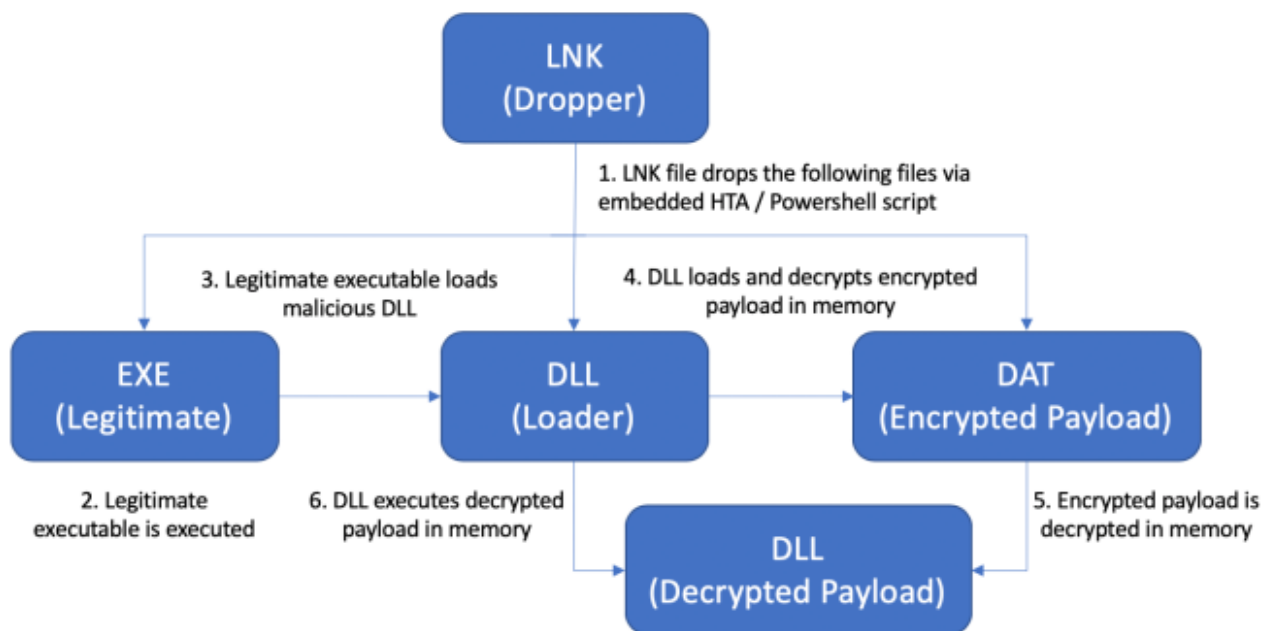 LNK
(Dropper)
1. LNK file drops the following files via
embedded HTA / Powershell script
3. Legitimate executable loads
malicious DLL
4. DLL loads and decrypts encrypted
payload in memory
EXE
(Legitimate)
DLL
(Loader)
DAT
(Encrypted Payload)
2. Legitimate
executable is executed
6. DLL executes decrypted
payload in memory
5. Encrypted payload is
decrypted in memory
DLL
(Decrypted Payload)